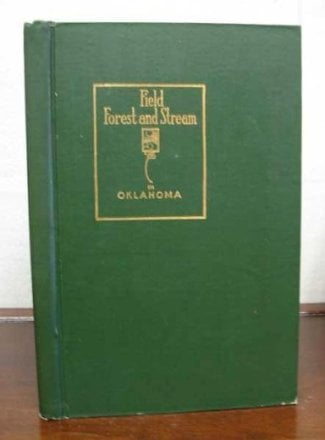 Field
Forest and Stream
IN
OKLAHOMA